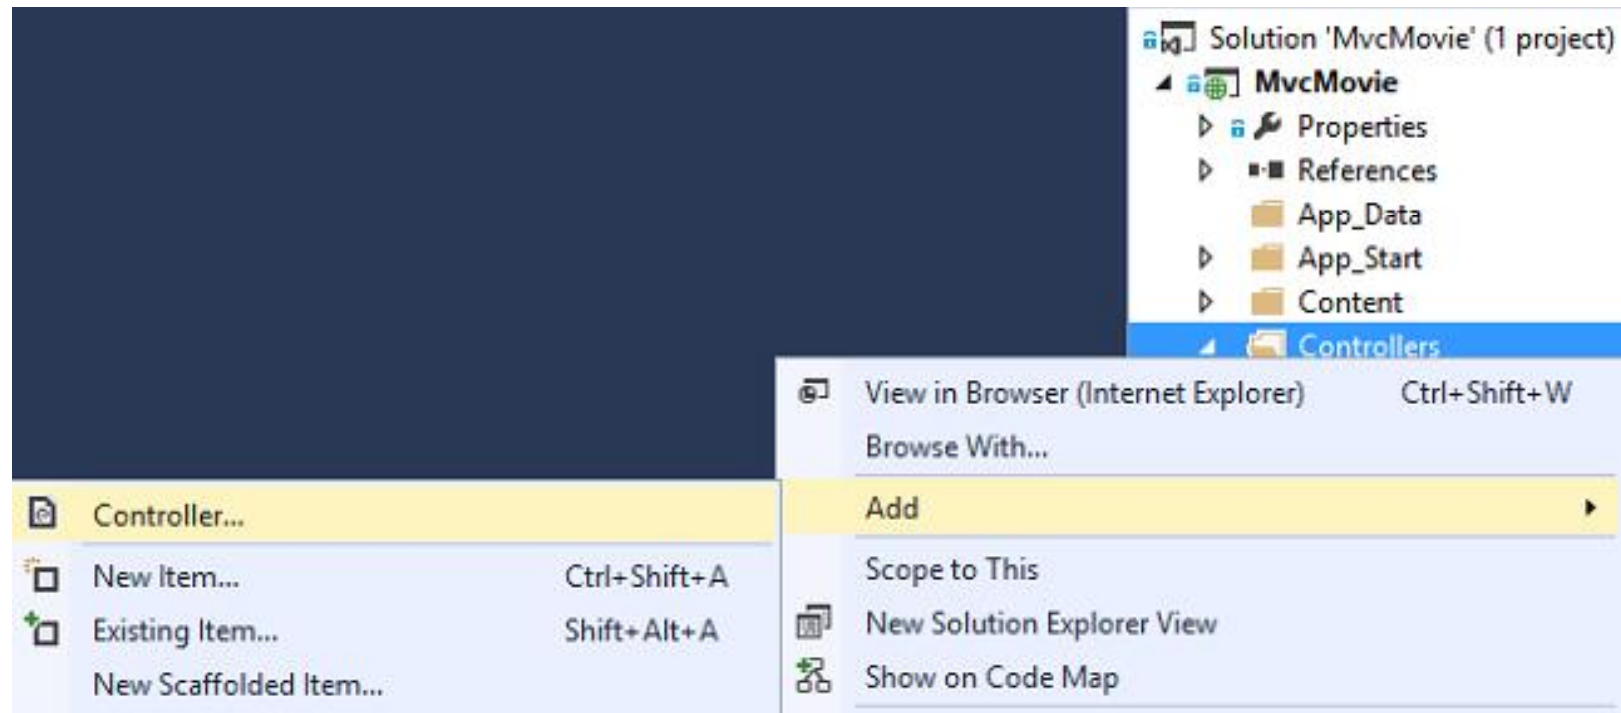 Solution 'MvcMovie' (1 project)
MvcMovie
Properties
References
App_Data
App_Start
Content
Controllers
View in Browser (Internet Explorer) Ctrl+Shift+W
Browse With...
Add
Scope to This
New Solution Explorer View
Show on Code Map
Controller...
New Item... Ctrl+Shift+A
Existing Item... Shift+Alt+A
New Scaffolded Item...